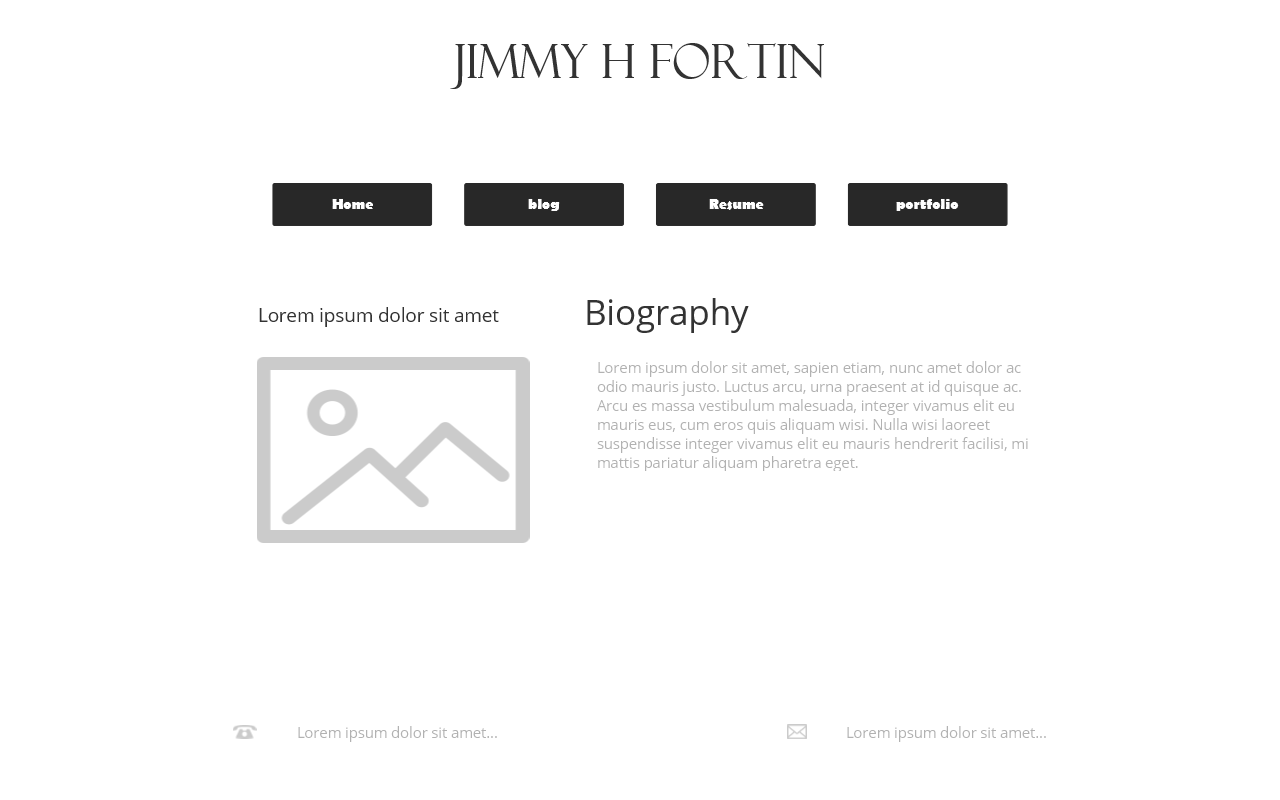 JIMMY H FORTIN
Home
blog
Resume
portfolio
Lorem ipsum dolor sit amet
Biography
Lorem ipsum dolor sit amet, sapien etiam, nunc amet dolor ac
odio mauris justo. Luctus arcu, urna praesent at id quisque ac.
Arcu es massa vestibulum malesuada, integer vivamus elit eu
mauris eus, cum eros quis aliquam wisi. Nulla wisi laoreet
suspendisse integer vivamus elit eu mauris hendrerit facilisi, mi
mattis pariatur aliquam pharetra eget.
Lorem ipsum dolor sit amet...
Lorem ipsum dolor sit amet...